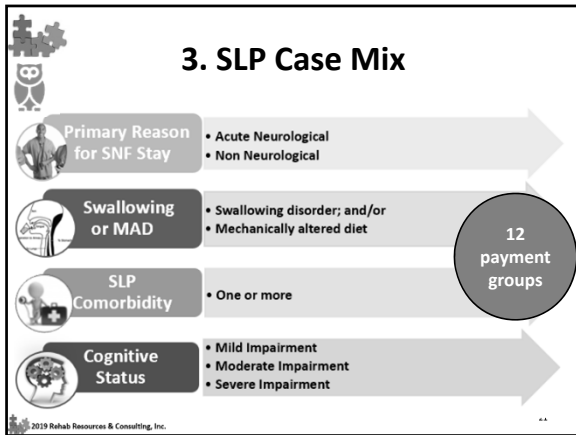 3. SLP Case Mix
Primary Reason
for SNF Stay
• Acute Neurological
• Non Neurological
Swallowing
or MAD
• Swallowing disorder; and/or
• Mechanically altered diet
12
payment
groups
SLP
Comorbidity
• One or more
Cognitive
Status
• Mild Impairment
• Moderate Impairment
• Severe Impairment
2019 Rehab Resources & Consulting, Inc.